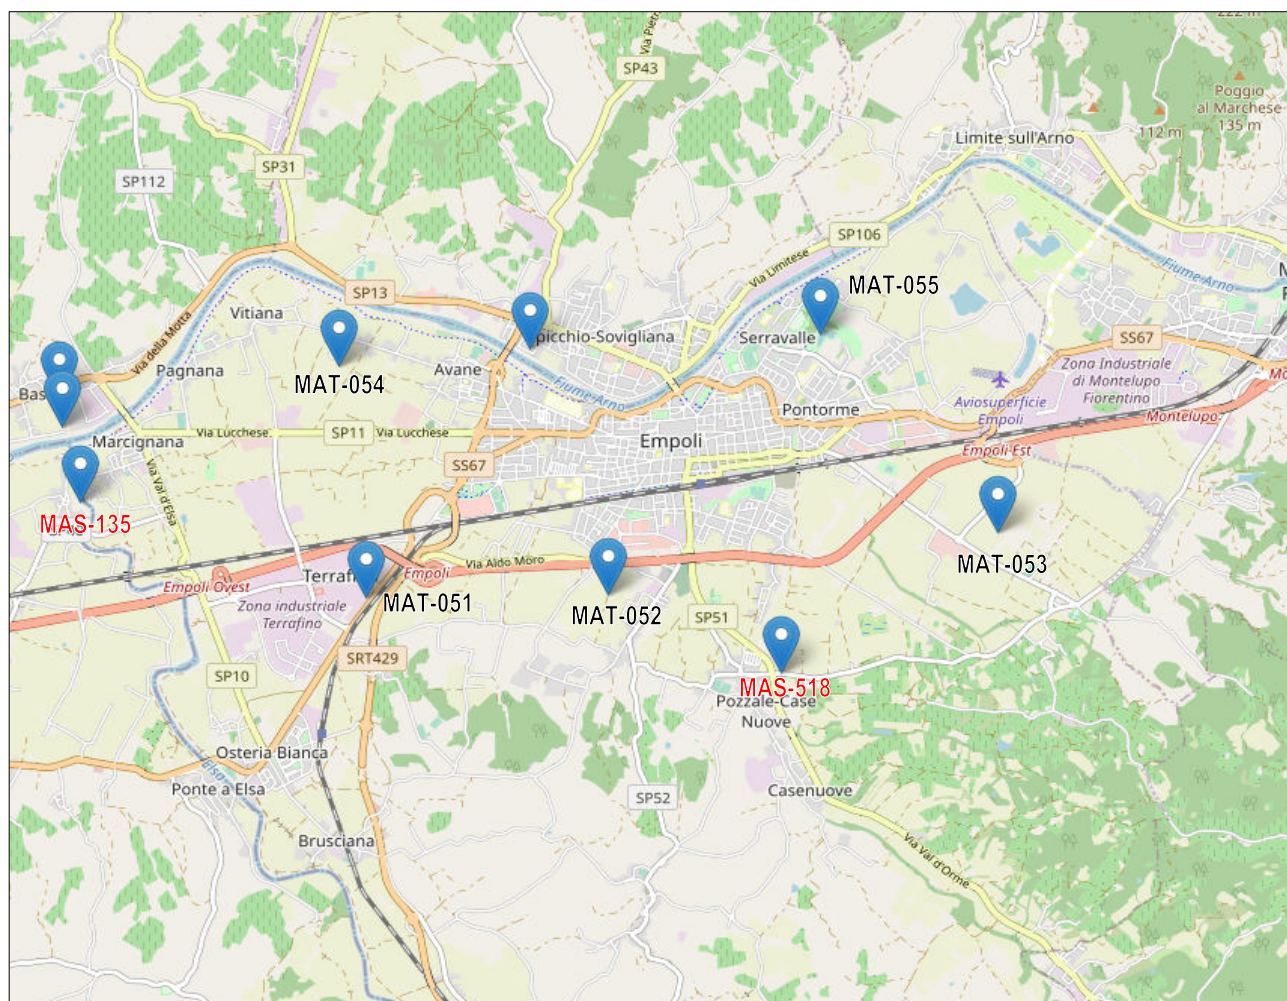 222 m
Via Pietr
SP43
Poggio
al Marchese
135 m
112 m
Limite sull'Arno
SP31
SP112
SP106
Via Limitese
Fiume-Arno
SP13
MAT-055
Vitiana
Via della Motta
picchio-Sovigliana
Serravalle
SS67
Zona Industriale
di Montelupo
Fiorentino
Pagnana
MAT-054
Avane
Fiume-Arno
Aviosuperficie
Empoli
Bas
Pontorme
Montelupo
Marcignana
Via Lucchese
SP11
Via Lucchese
Empoli
Empoli Est
SS67
Via Val d'Elsa
MAS-135
MAT-053
Via Aldo Moro
Empoli Ovest
Terrafi
Empoli
Zona industriale
Terrafino
MAT-051
MAT-052
SP51
SRT429
SP10
MAS-518
Pozzale-Case
Nuove
Osteria Bianca
Elsa
Ponte a Elsa
SP52
Casenuove
Brusciana
Via Val d'Orme